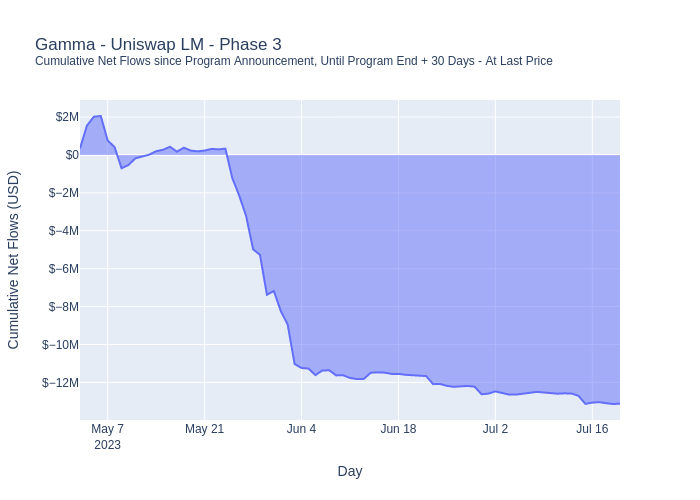 Gamma - Uniswap LM - Phase 3
Cumulative Net Flows since Program Announcement, Until Program End + 30 Days - At Last Price
Cumulative Net Flows (USD)
$2M
$0
$−2M
$−4M
$−6M
$−8M
$−10M
$−12M
May 7
2023
May 21
Jun 4
Jun 18
Jul 2
Jul 16
Day